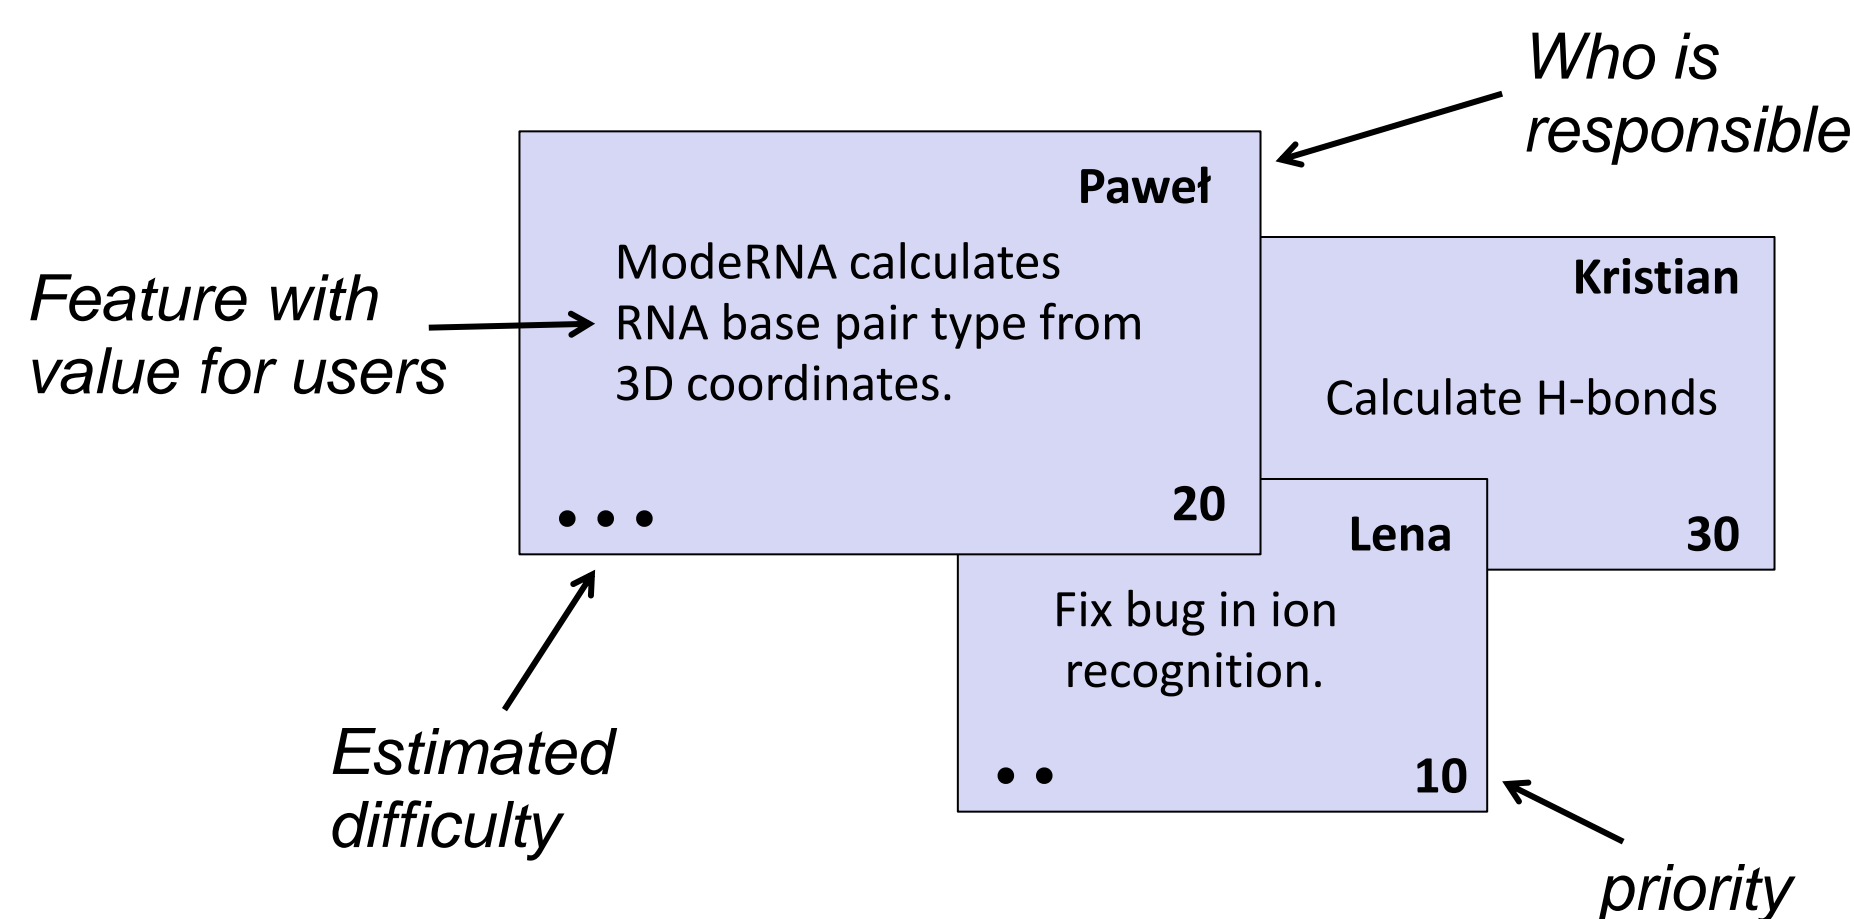 Who is
responsible
Paweł
ModeRNA calculates
RNA base pair type from
3D coordinates.
20
Feature with
value for users
Kristian
Calculate H-bonds
30
Lena
Fix bug in ion
recognition.
10
Estimated
difficulty
priority